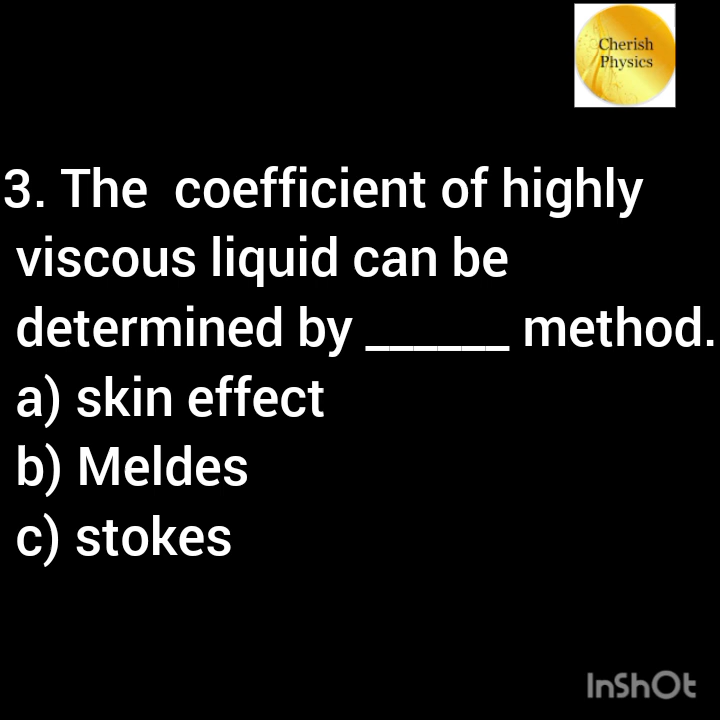 Cherish
Physics
3. The coefficient of highly
viscous liquid can be
determined by ______ method.
a) skin effect
b) Meldes
c) stokes
InShOt